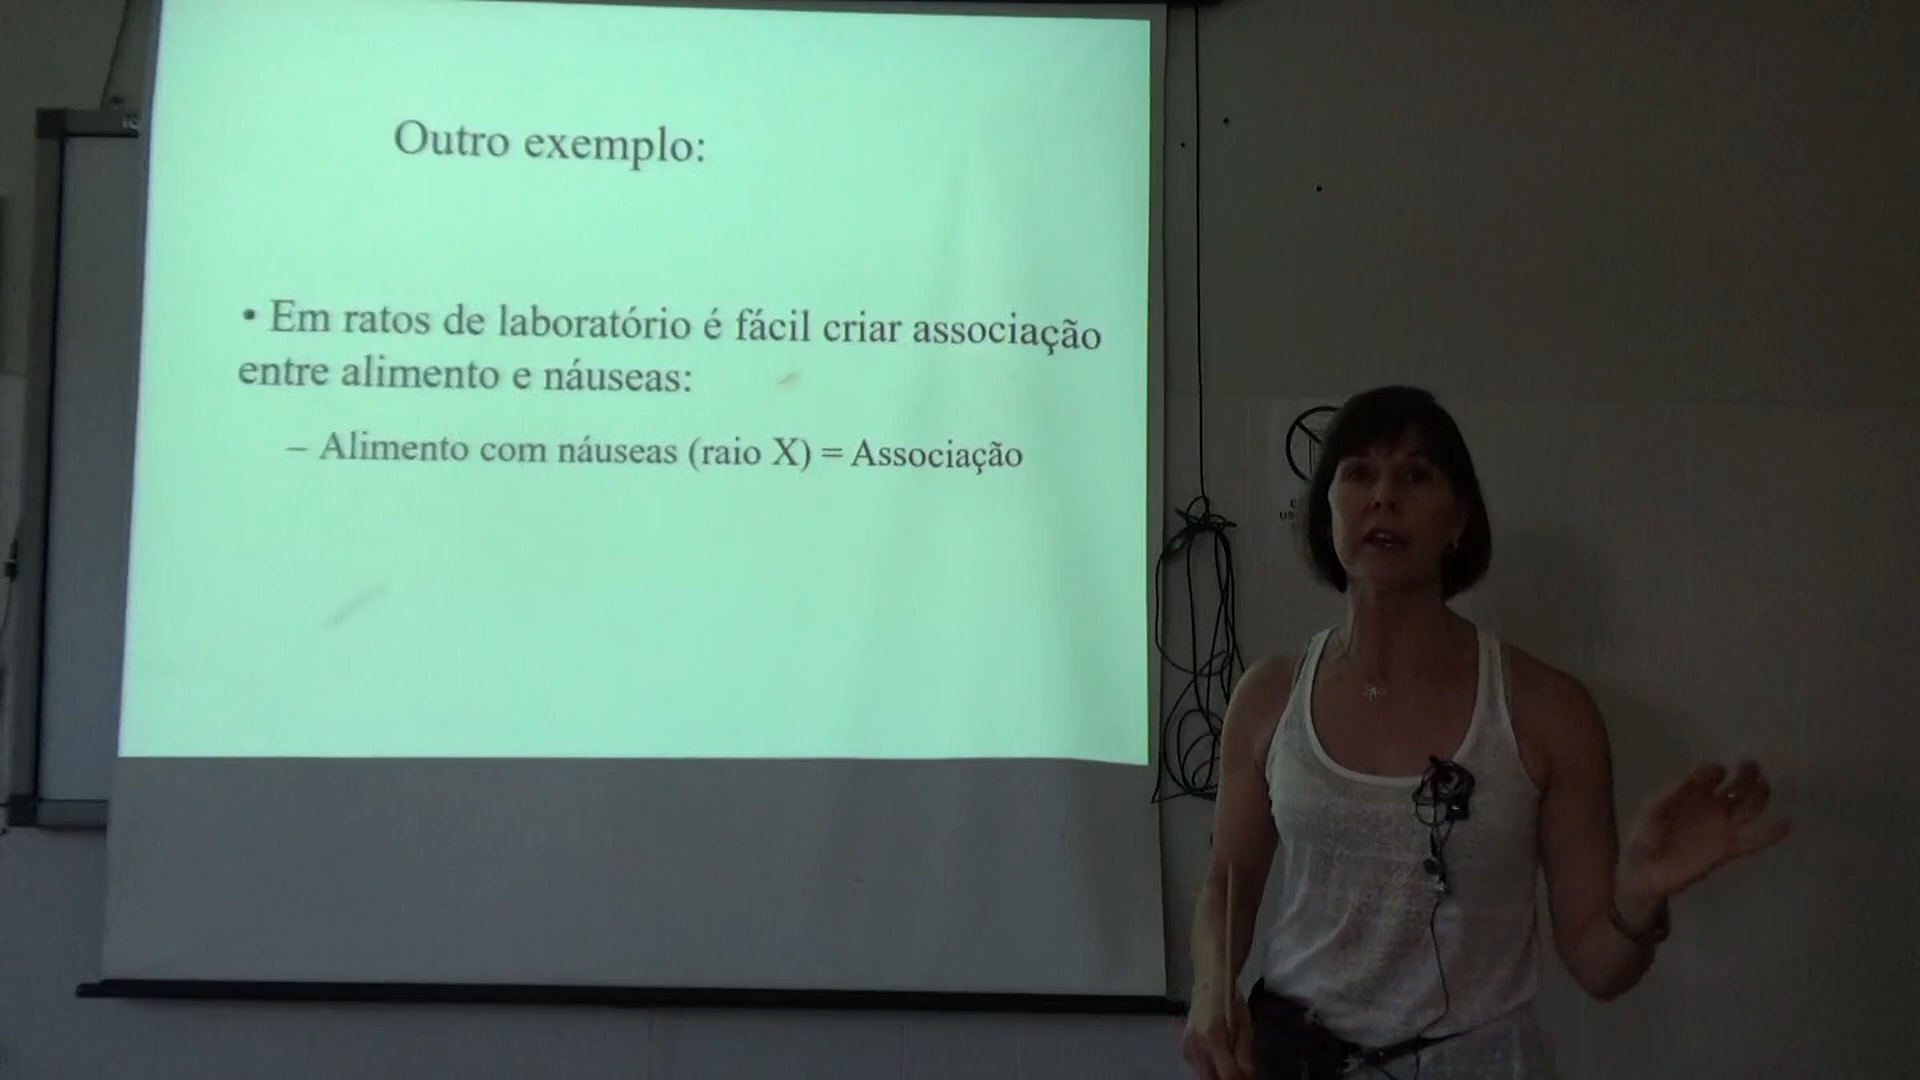 Outro exemplo:
• Em ratos de laboratório é fácil criar associação
entre alimento e náuseas:
– Alimento com náuseas (raio X) = Associação